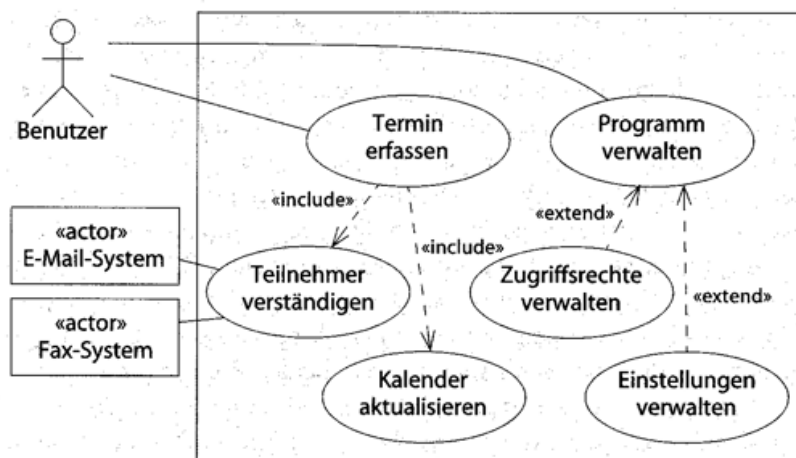 Benutzer
Termin
erfassen
Programm
verwalten
«include»
«extend»
«include»
«actor»
E-Mail-System
Teilnehmer
verständigen
Zugriffsrechte
verwalten
«extend»
«actor»
Fax-System
Kalender
aktualisieren
Einstellungen
verwalten